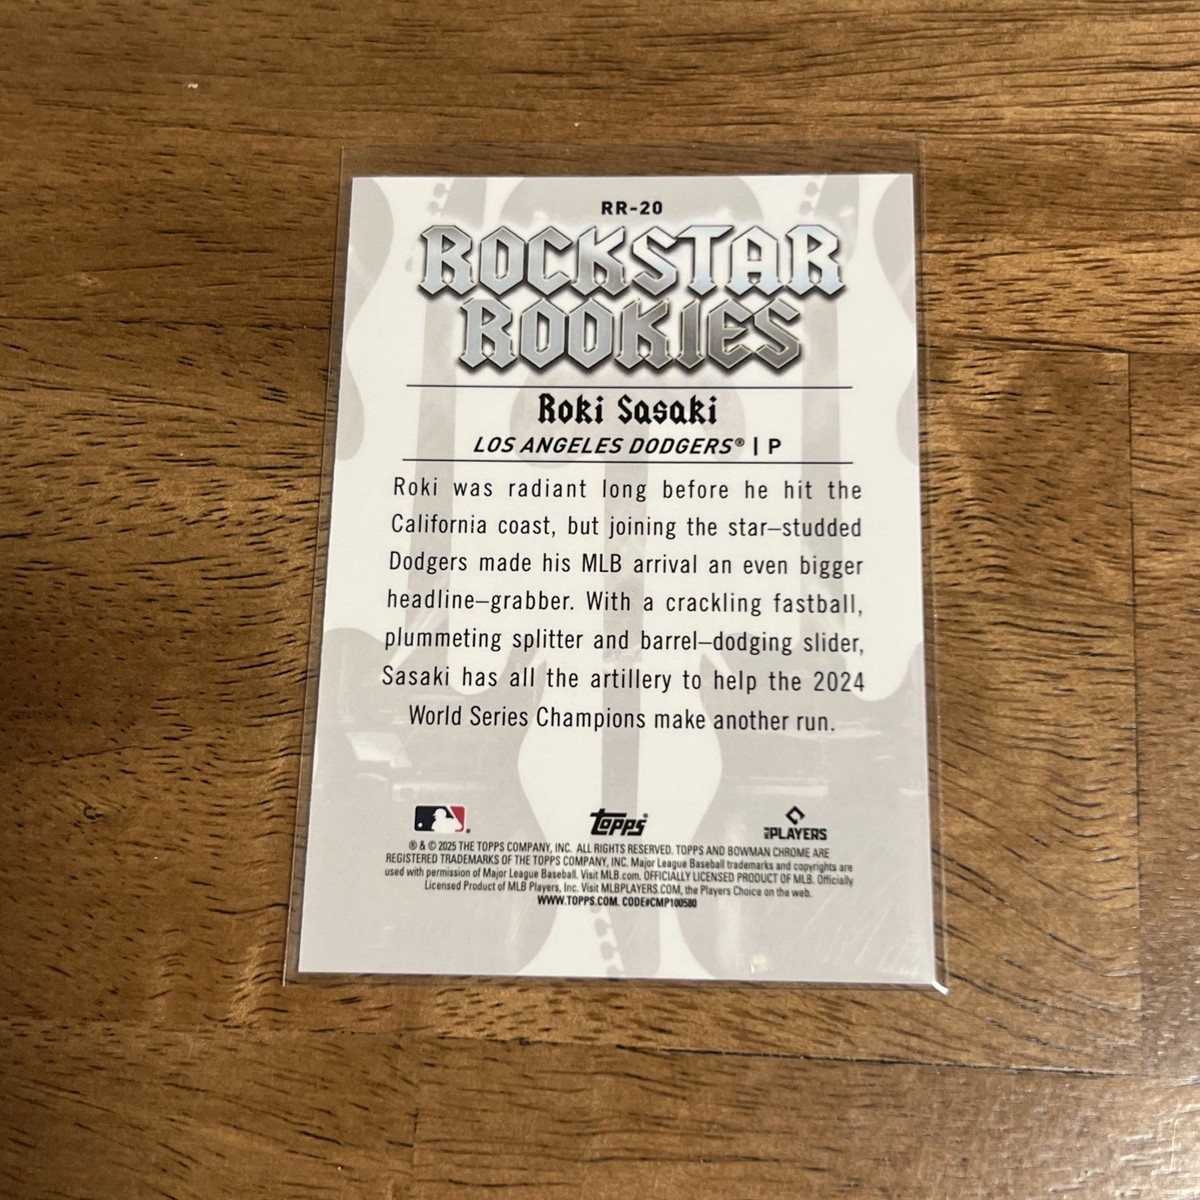 RR-20
ROCKSTAR
ROOKIES
Roki Sasaki
LOS ANGELES DODGERS® | P
Roki was radiant long before he hit the
California coast, but joining the star–studded
Dodgers made his MLB arrival an even bigger
headline–grabber. With a crackling fastball,
plummeting splitter and barrel–dodging slider,
Sasaki has all the artillery to help the 2024
World Series Champions make another run.
topps® PLAYERS
® & © 2025 THE TOPPS COMPANY, INC. ALL RIGHTS RESERVED. TOPPS AND BOWMAN CHROME ARE
REGISTERED TRADEMARKS OF THE TOPPS COMPANY, INC. Major League Baseball trademarks and copyrights are
used with permission of Major League Baseball. Visit MLB.com. OFFICIALLY LICENSED PRODUCT OF MLB. Officially
Licensed Product of MLB Players, Inc. Visit MLBPLAYERS.COM, the Players Choice on the web.
WWW.TOPPS.COM. CODE#CMP100580